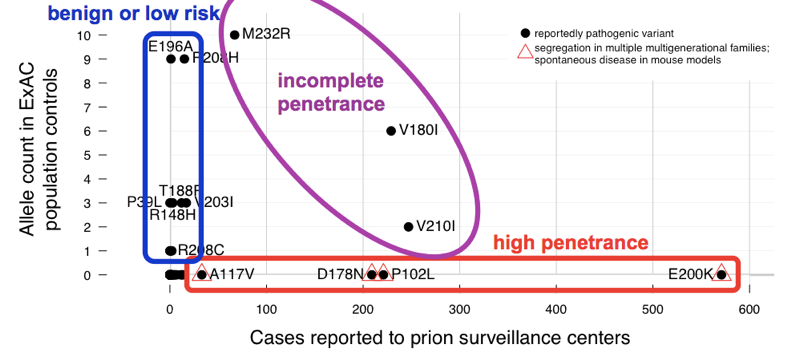 benign or low risk
10
M232R
reportedly pathogenic variant
E196A
segregation in multiple multigenerational families;
spontaneous disease in mouse models
9
R208H
incomplete
penetrance
8
7
6
V180I
5
4
T188R
3
P39L
V203I
R148H
2
V210I
high penetrance
1
R208C
0
A117V
D178N
P102L
E200K
Allele count in ExAC
population controls
0
100
200
300
400
500
600
Cases reported to prion surveillance centers